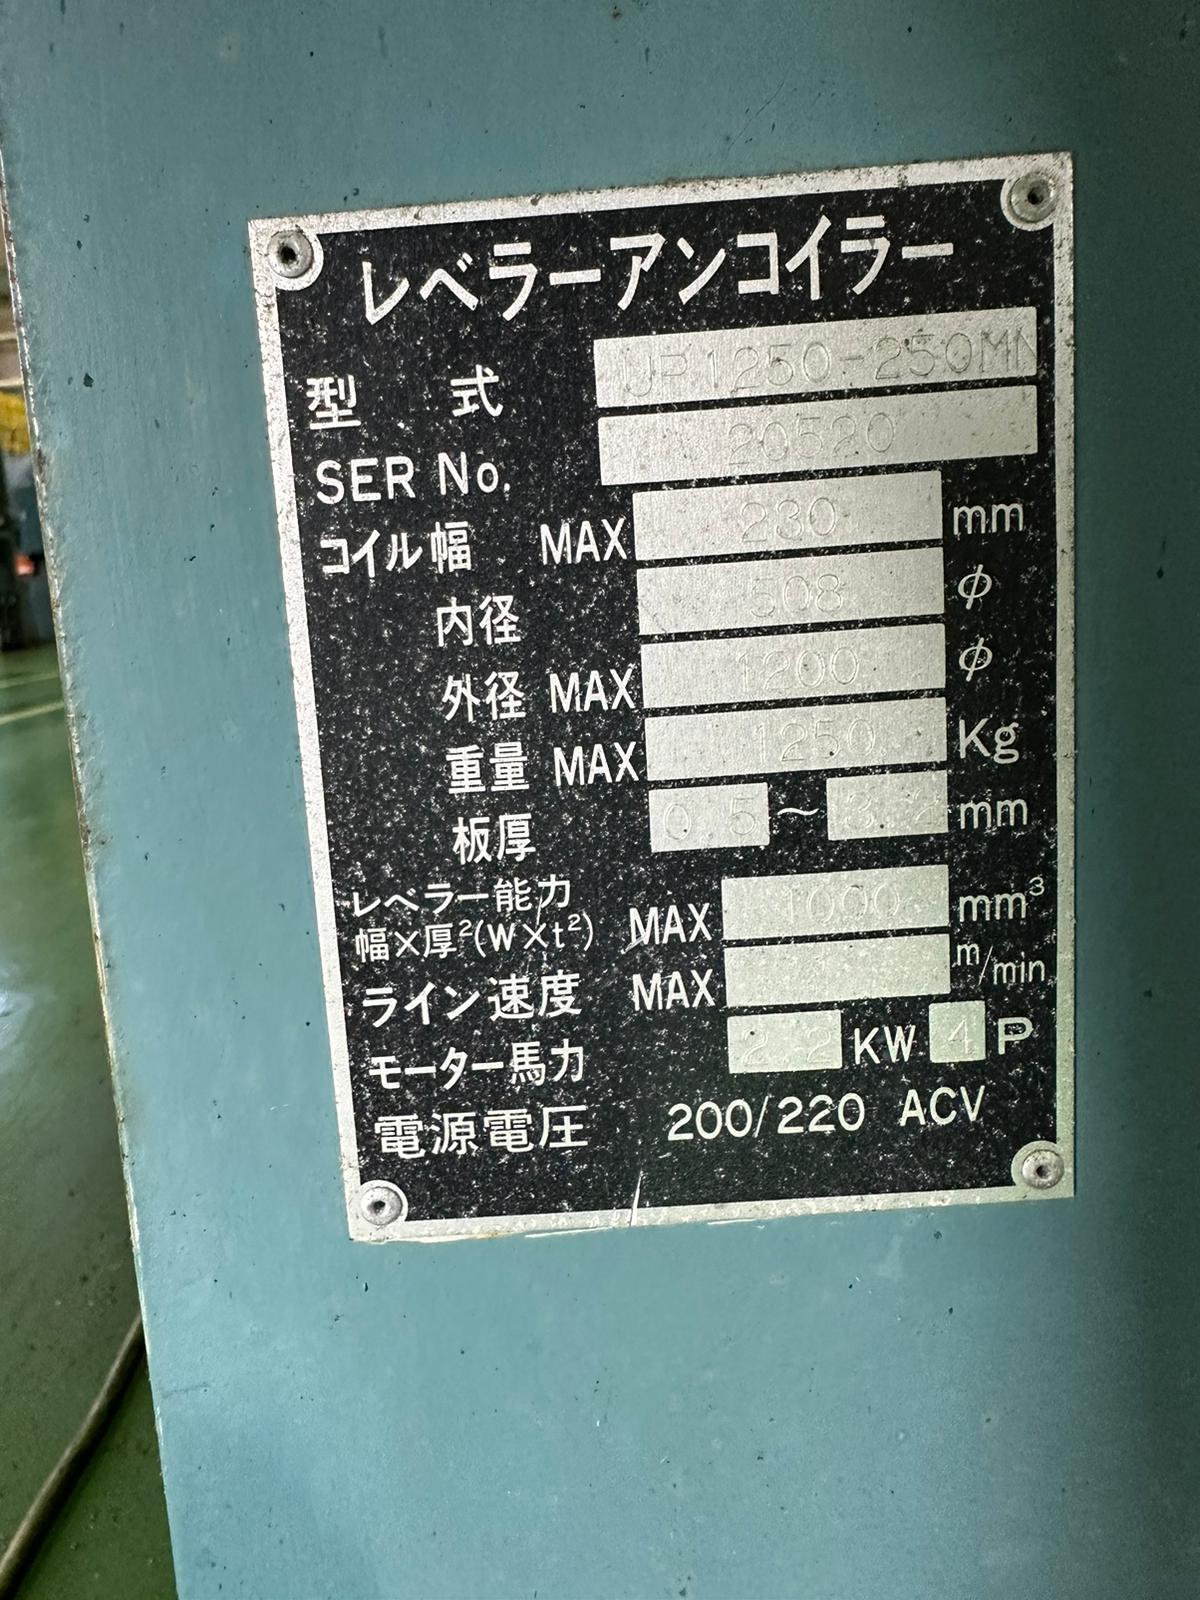 レベラーアンコイラー
型 式 UP1250-250MN
SER No. 20520
コイル幅 MAX 230 mm
内径 508 φ
外径 MAX 1200 φ
重量 MAX 1250 Kg
板厚 0.5 ~ 3.2 mm
レベラー能力
幅×厚²(W×t²) MAX 1000 mm³
ライン速度 MAX m/min
モーター馬力 2.2 KW 4 P
電源電圧 200/220 ACV